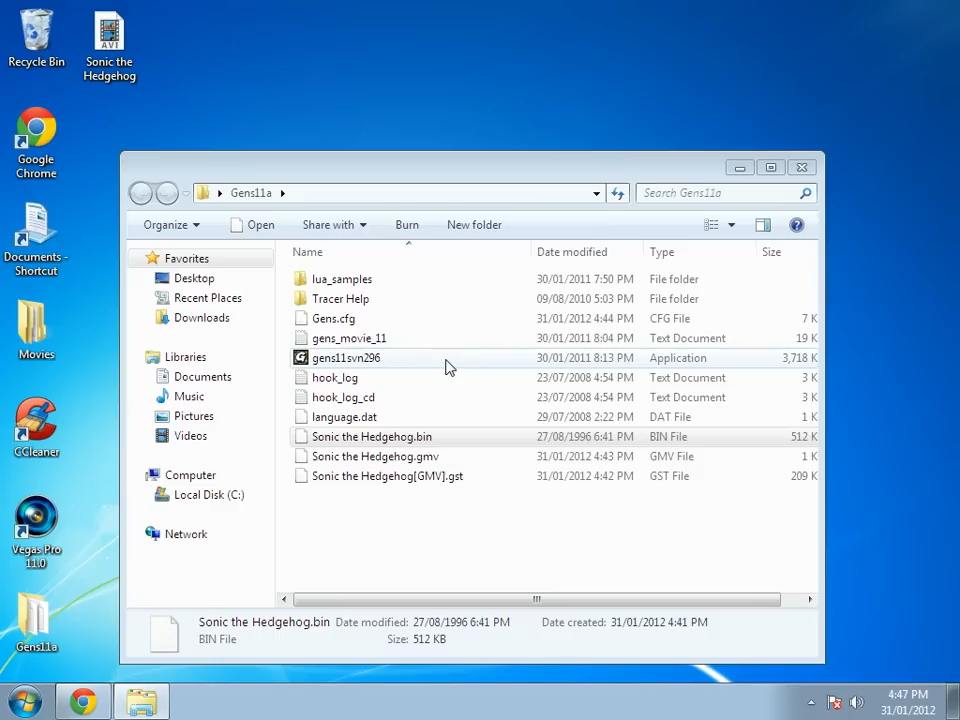 Recycle Bin
Sonic the
Hedgehog
Google
Chrome
Documents -
Shortcut
Movies
CCleaner
Vegas Pro
11.0
Gens11a
Gens11a
Search Gens11a
Organize
Open
Share with
Burn
New folder
Name Date modified Type Size
Favorites
Desktop
Recent Places
Downloads
Libraries
Documents
Music
Pictures
Videos
Computer
Local Disk (C:)
Network
lua_samples 30/01/2011 7:50 PM File folder
Tracer Help 09/08/2010 5:03 PM File folder
Gens.cfg 31/01/2012 4:44 PM CFG File 7 K
gens_movie_11 30/01/2011 8:04 PM Text Document 19 K
gens11svn296 30/01/2011 8:13 PM Application 3,718 K
hook_log 23/07/2008 4:54 PM Text Document 3 K
hook_log_cd 23/07/2008 4:54 PM Text Document 3 K
language.dat 29/07/2008 2:22 PM DAT File 1 K
Sonic the Hedgehog.bin 27/08/1996 6:41 PM BIN File 512 K
Sonic the Hedgehog.gmv 31/01/2012 4:43 PM GMV File 1 K
Sonic the Hedgehog[GMV].gst 31/01/2012 4:42 PM GST File 209 K
Sonic the Hedgehog.bin Date modified: 27/08/1996 6:41 PM Date created: 31/01/2012 4:41 PM
BIN File Size: 512 KB
4:47 PM
31/01/2012